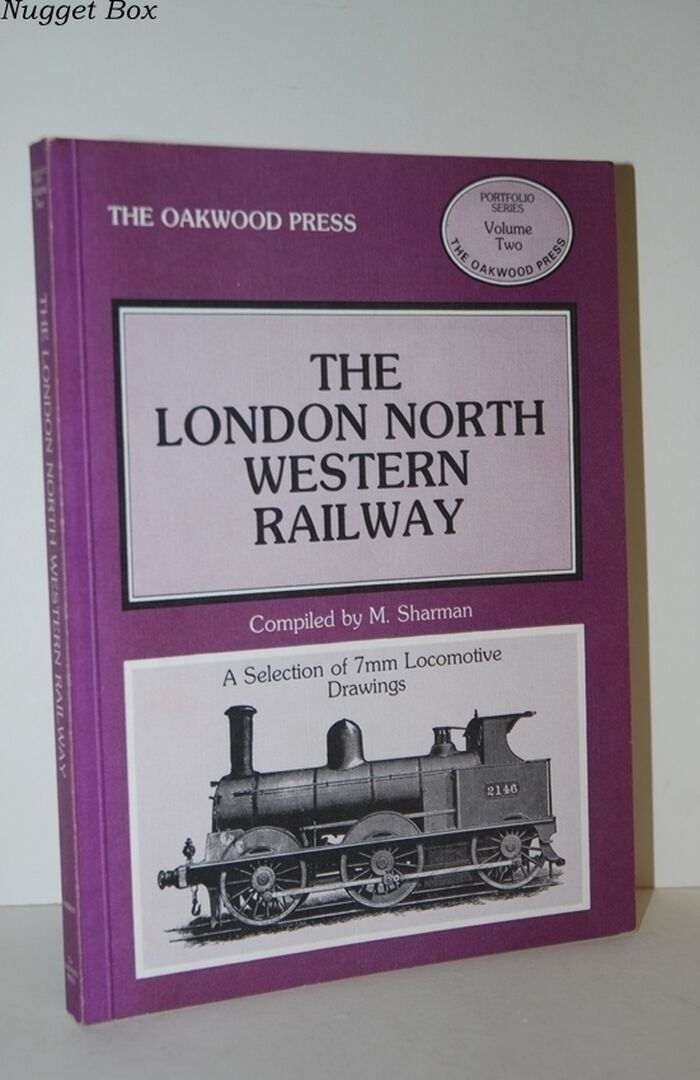 Nugget Box
THE OAKWOOD PRESS
PORTFOLIO
SERIES
Volume
Two
THE OAKWOOD PRESS
THE
LONDON NORTH
WESTERN
RAILWAY
Compiled by M. Sharman
A Selection of 7mm Locomotive
Drawings
2146
THE LONDON NORTH WESTERN RAILWAY